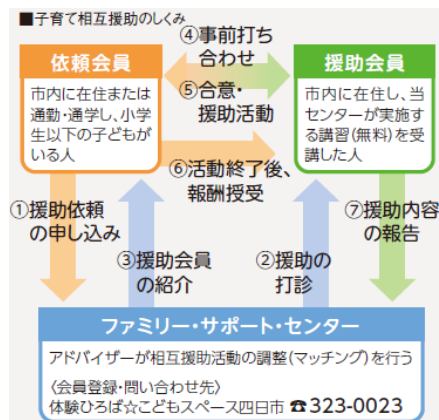 ■子育て相互援助のしくみ
依頼会員
市内に在住または
通勤・通学し、小学
生以下の子どもが
いる人
④事前打ち
合わせ
⑤合意・
援助活動
援助会員
市内に在住し、当
センターが実施す
る講習(無料)を受
講した人
⑥活動終了後、
報酬授受
①援助依頼
の申し込み
③援助会員
の紹介
②援助の
打診
⑦援助内容
の報告
ファミリー・サポート・センター
アドバイザーが相互援助活動の調整(マッチング)を行う
〈会員登録・問い合わせ先〉
体験ひろば☆こどもスペース四日市 ☎323-0023